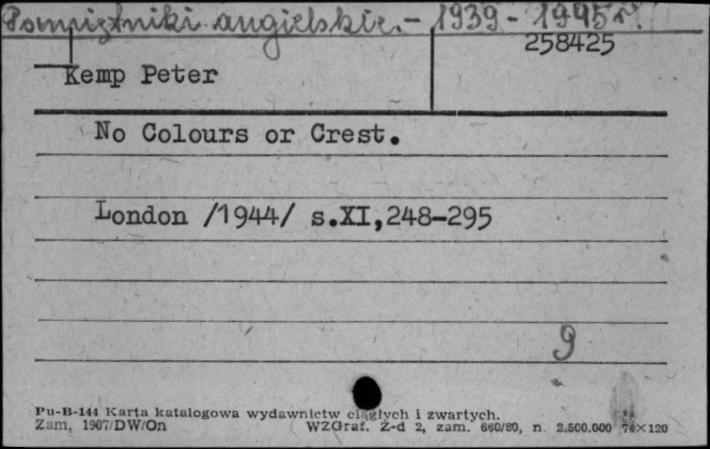 Pamiętniki angielskie. - 1939 - 1945 r.
258425
Kemp Peter
No Colours or Crest.
London /1944/ s.XI,248-295
9
Pu-B-144 Karta katalogowa wydawnictw ciągłych i zwartych.
Zam. 1907/DW/On WZGraf. Z-d 2, zam. 660/80, n. 2.500.000 74×120